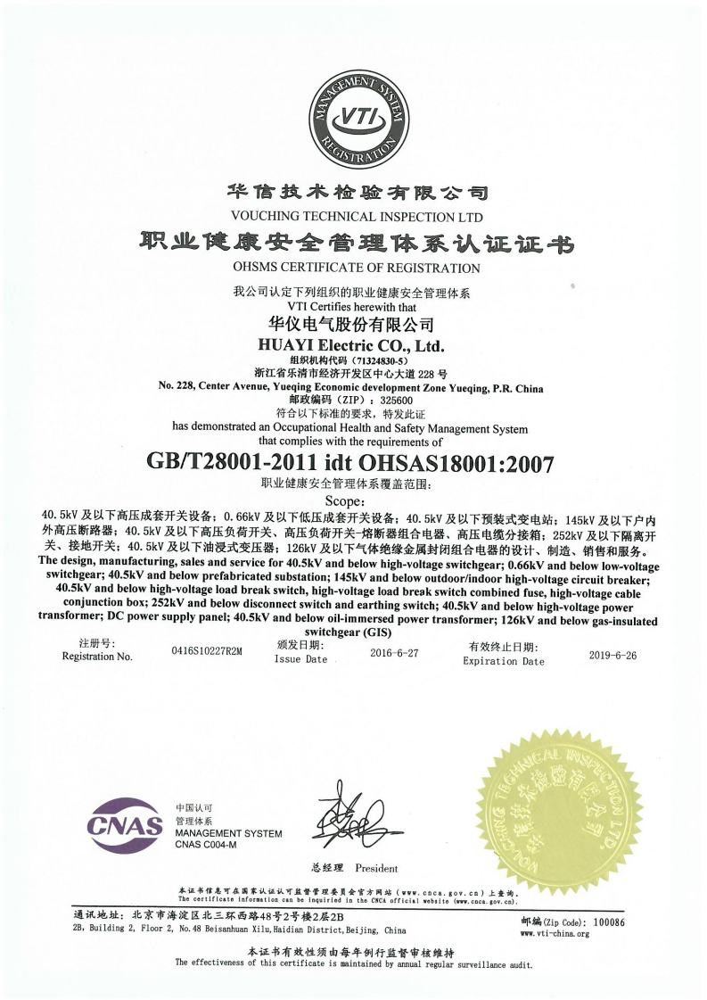 MANAGEMENT SYSTEM
VTI
REGISTRATION
华信技术检验有限公司
VOUCHING TECHNICAL INSPECTION LTD
职业健康安全管理体系认证证书
OHSMS CERTIFICATE OF REGISTRATION
我公司认定下列组织的职业健康安全管理体系
VTI Certifies herewith that
华仪电气股份有限公司
HUAYI Electric CO., Ltd.
组织机构代码（71324830-5）
浙江省乐清市经济开发区中心大道 228 号
No. 228, Center Avenue, Yueqing Economic development Zone Yueqing, P.R. China
邮政编码（ZIP）：325600
符合以下标准的要求，特发此证
has demonstrated an Occupational Health and Safety Management System
that complies with the requirements of
GB/T28001-2011 idt OHSAS18001:2007
职业健康安全管理体系覆盖范围：
Scope:
40.5kV 及以下高压成套开关设备；0.66kV 及以下低压成套开关设备；40.5kV 及以下预装式变电站；145kV 及以下户内
外高压断路器；40.5kV 及以下高压负荷开关、高压负荷开关-熔断器组合电器、高压电缆分接箱；252kV 及以下隔离开
关、接地开关；40.5kV 及以下油浸式变压器；126kV 及以下气体绝缘金属封闭组合电器的设计、制造、销售和服务。
The design, manufacturing, sales and service for 40.5kV and below high-voltage switchgear; 0.66kV and below low-voltage
switchgear; 40.5kV and below prefabricated substation; 145kV and below outdoor/indoor high-voltage circuit breaker;
40.5kV and below high-voltage load break switch, high-voltage load break switch combined fuse, high-voltage cable
conjunction box; 252kV and below disconnect switch and earthing switch; 40.5kV and below high-voltage power
transformer; DC power supply panel; 40.5kV and below oil-immersed power transformer; 126kV and below gas-insulated
switchgear (GIS)
注册号：
Registration No.
0416S10227R2M
颁发日期：
Issue Date
2016-6-27
有效终止日期：
Expiration Date
2019-6-26
VOUCHING TECHNICAL INSPECTION LTD.
华信技术检验有限公司
CNAS
中国认可
管理体系
MANAGEMENT SYSTEM
CNAS C004-M
总经理 President
本证书信息可在国家认证认可监督管理委员会官方网站（www.cnca.gov.cn）上查询。
The certificate information can be inquiried in the CNCA official website (www.cnca.gov.cn).
通讯地址：北京市海淀区北三环西路48号2号楼2层2B
2B, Building 2, Floor 2, No.48 Beisanhuan Xilu,Haidian District,Beijing, China
邮编(Zip Code): 100086
www.vti-china.org
本证书有效性须由每年例行监督审核维持
The effectiveness of this certificate is maintained by annual regular surveillance audit.